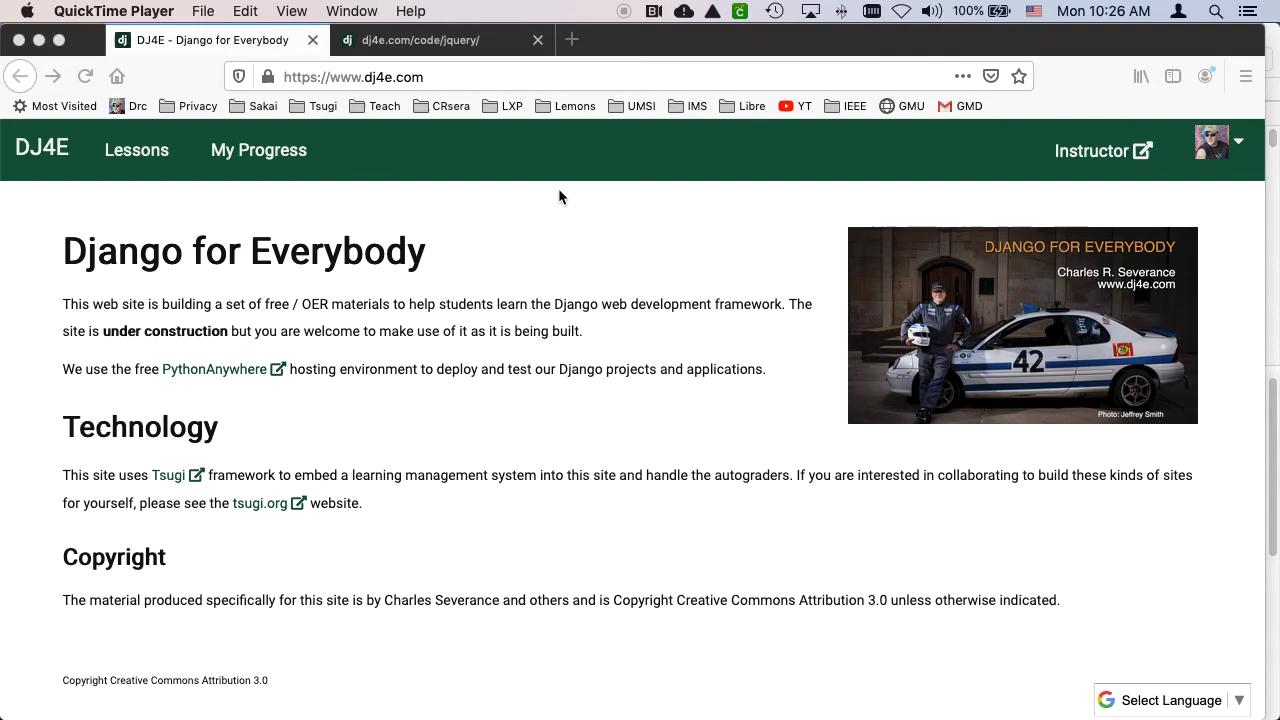 QuickTime Player File Edit View Window Help 100% Mon 10:26 AM
DJ4E - Django for Everybody dj4e.com/code/jquery/
https://www.dj4e.com
Most Visited Drc Privacy Sakai Tsugi Teach CRsera LXP Lemons UMSI IMS Libre YT IEEE GMU GMD
DJ4E Lessons My Progress Instructor
Django for Everybody
This web site is building a set of free / OER materials to help students learn the Django web development framework. The
site is under construction but you are welcome to make use of it as it is being built.
We use the free PythonAnywhere hosting environment to deploy and test our Django projects and applications.
DJANGO FOR EVERYBODY
Charles R. Severance
www.dj4e.com
42
Photo: Jeffrey Smith
Technology
This site uses Tsugi framework to embed a learning management system into this site and handle the autograders. If you are interested in collaborating to build these kinds of sites
for yourself, please see the tsugi.org website.
Copyright
The material produced specifically for this site is by Charles Severance and others and is Copyright Creative Commons Attribution 3.0 unless otherwise indicated.
Copyright Creative Commons Attribution 3.0
Select Language